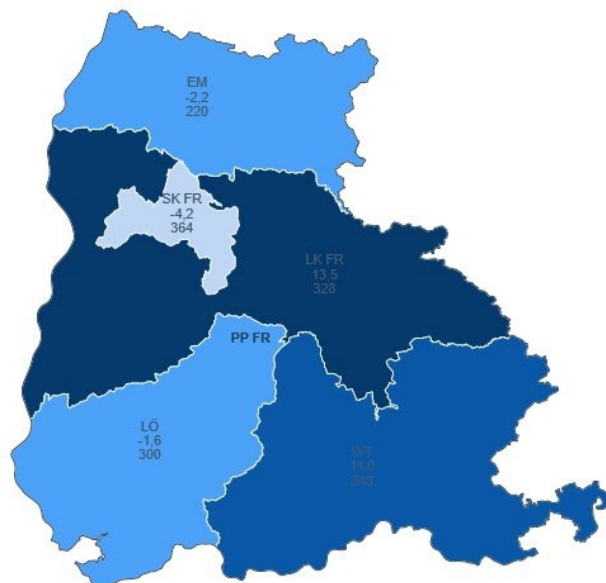 EM
-2,2
220
SK FR
-4,2
364
LK FR
13,5
328
PP FR
LÖ
-1,6
300
WT
11,0
243